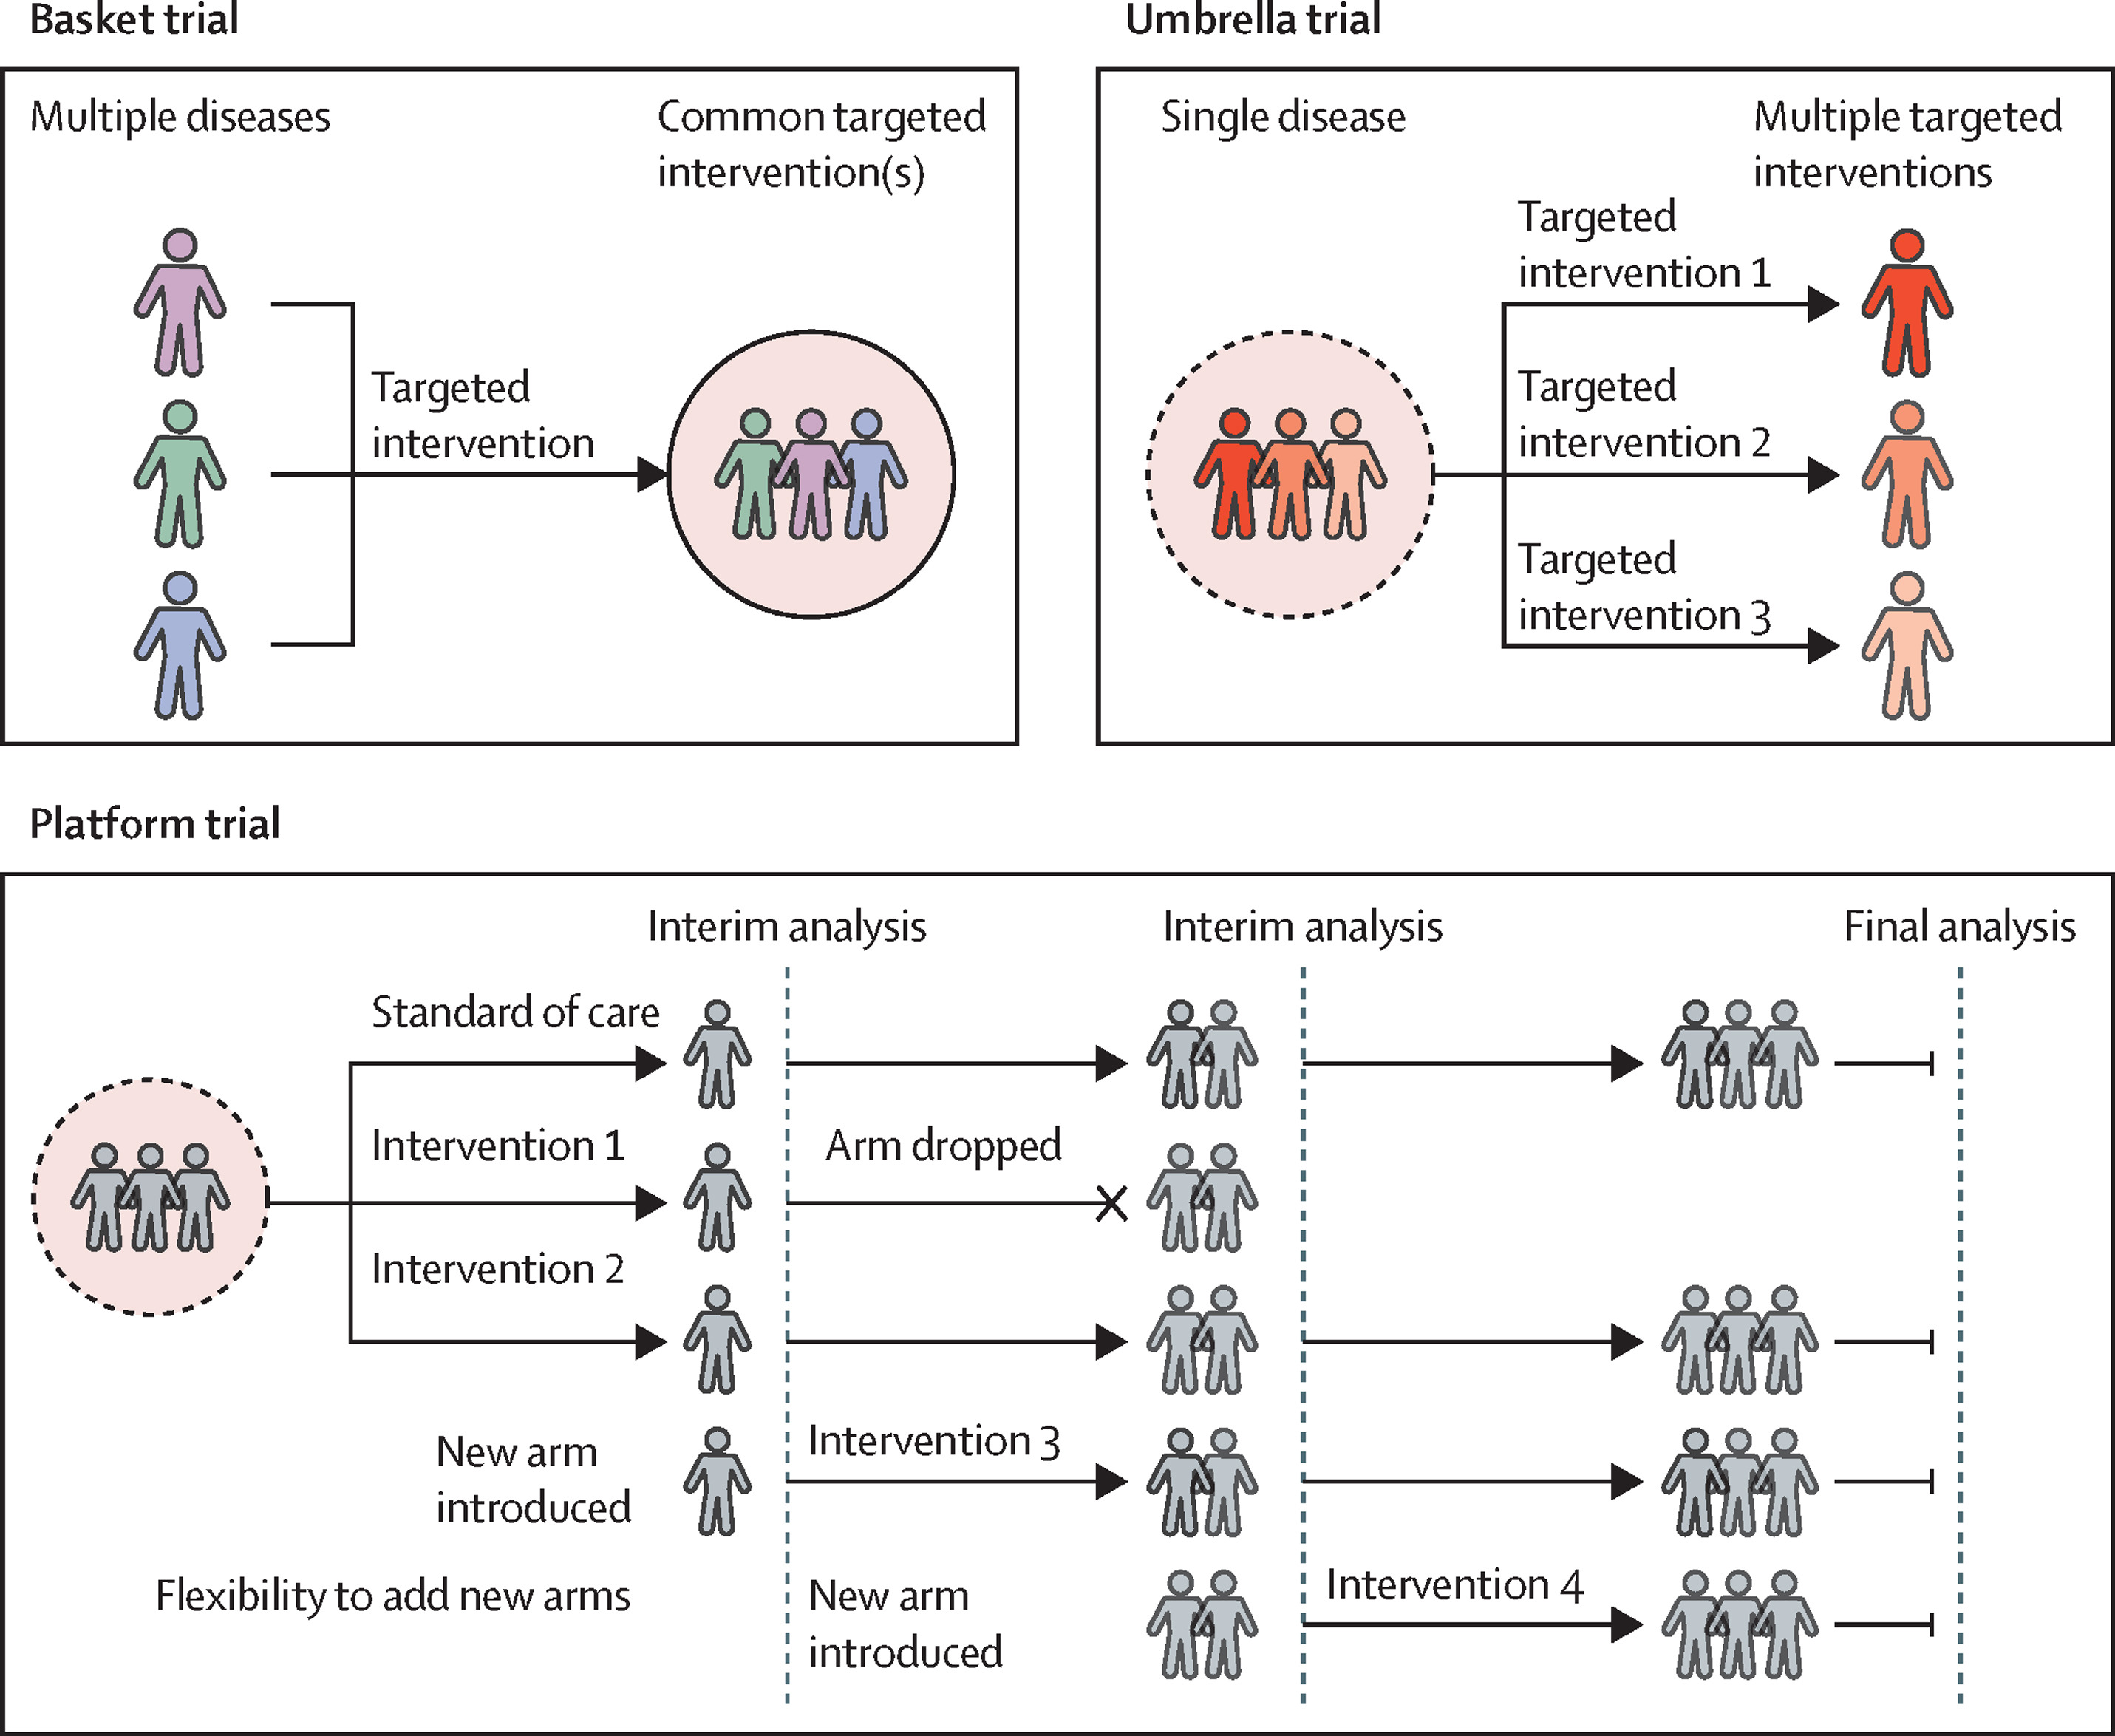 Basket trial
Multiple diseases
Common targeted
intervention(s)
Targeted
intervention
Umbrella trial
Single disease
Multiple targeted
interventions
Targeted
intervention 1
Targeted
intervention 2
Targeted
intervention 3
Platform trial
Interim analysis
Interim analysis
Final analysis
Standard of care
Intervention 1
Arm dropped
Intervention 2
New arm
introduced
Intervention 3
Flexibility to add new arms
New arm
introduced
Intervention 4